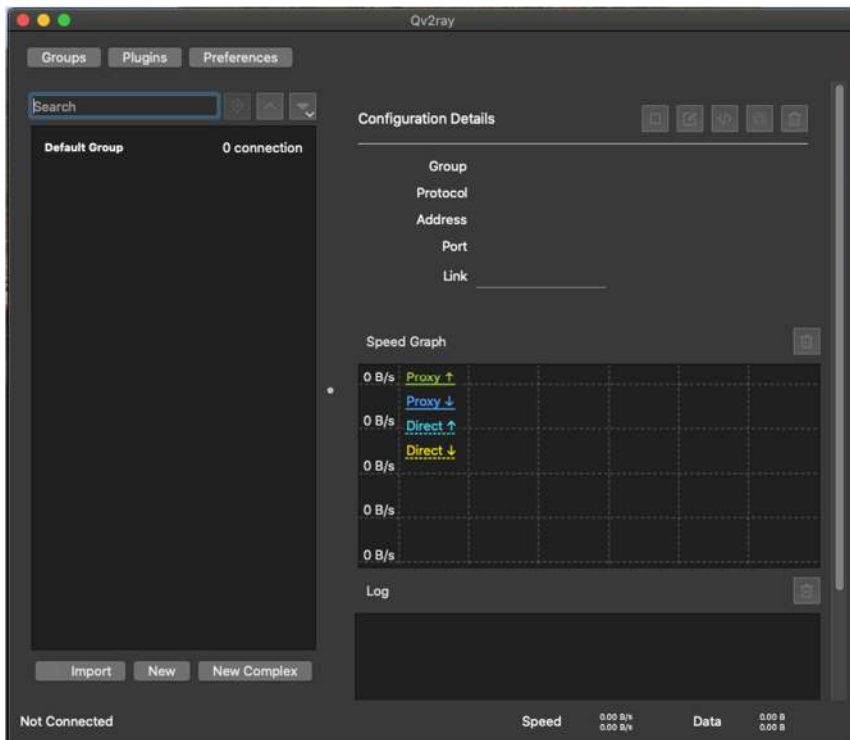 Qv2ray
Groups Plugins Preferences
Search
Default Group 0 connection
Import New New Complex
Configuration Details
Group
Protocol
Address
Port
Link
Speed Graph
0 B/s Proxy ↑
Proxy ↓
0 B/s Direct ↑
Direct ↓
0 B/s
0 B/s
0 B/s
Log
Not Connected Speed 0.00 B/s Data 0.00 B
0.00 B/s 0.00 B